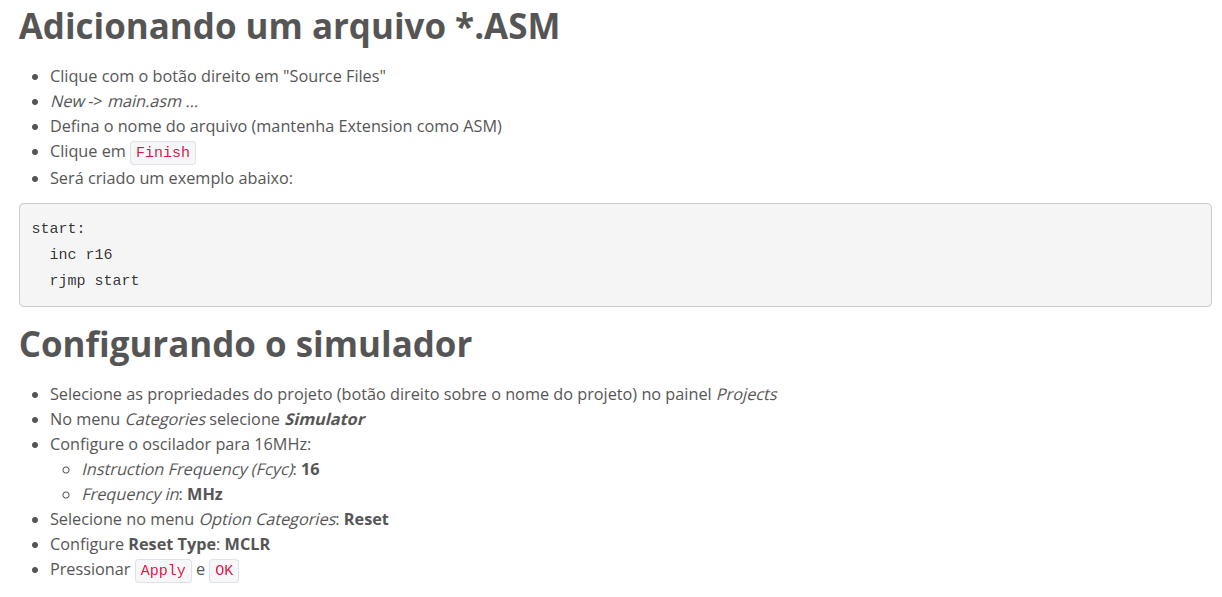 Adicionando um arquivo *.ASM
Clique com o botão direito em "Source Files"
New -> main.asm ...
Defina o nome do arquivo (mantenha Extension como ASM)
Clique em Finish
Será criado um exemplo abaixo:
start:
  inc r16
  rjmp start
Configurando o simulador
Selecione as propriedades do projeto (botão direito sobre o nome do projeto) no painel Projects
No menu Categories selecione Simulator
Configure o oscilador para 16MHz:
Instruction Frequency (Fcyc): 16
Frequency in: MHz
Selecione no menu Option Categories: Reset
Configure Reset Type: MCLR
Pressionar Apply e OK